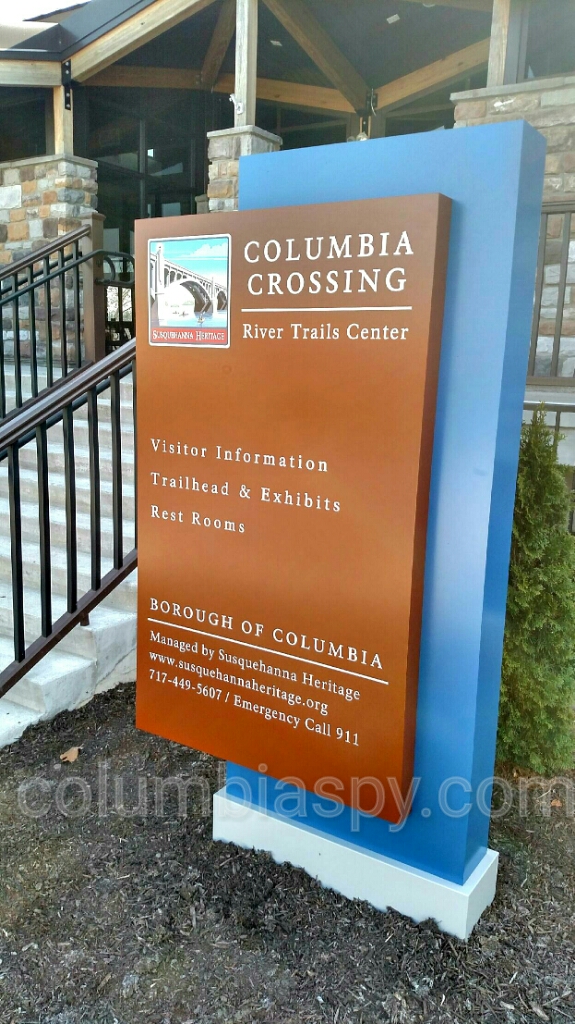 COLUMBIA
CROSSING
River Trails Center
SUSQUEHANNA HERITAGE
Visitor Information
Trailhead & Exhibits
Rest Rooms
BOROUGH OF COLUMBIA
Managed by Susquehanna Heritage
www.susquehannaheritage.org
717-449-5607 / Emergency Call 911
columbiaspy.com